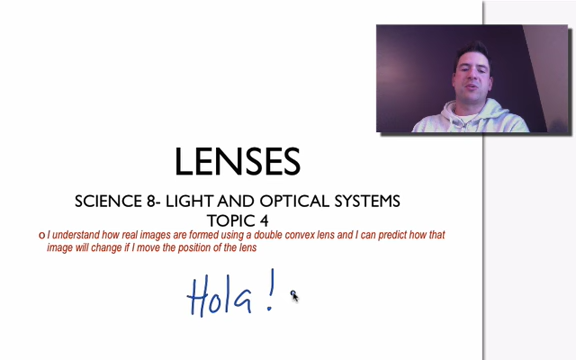 LENSES
SCIENCE 8- LIGHT AND OPTICAL SYSTEMS
TOPIC 4
o I understand how real images are formed using a double convex lens and I can predict how that
image will change if I move the position of the lens
Hola!